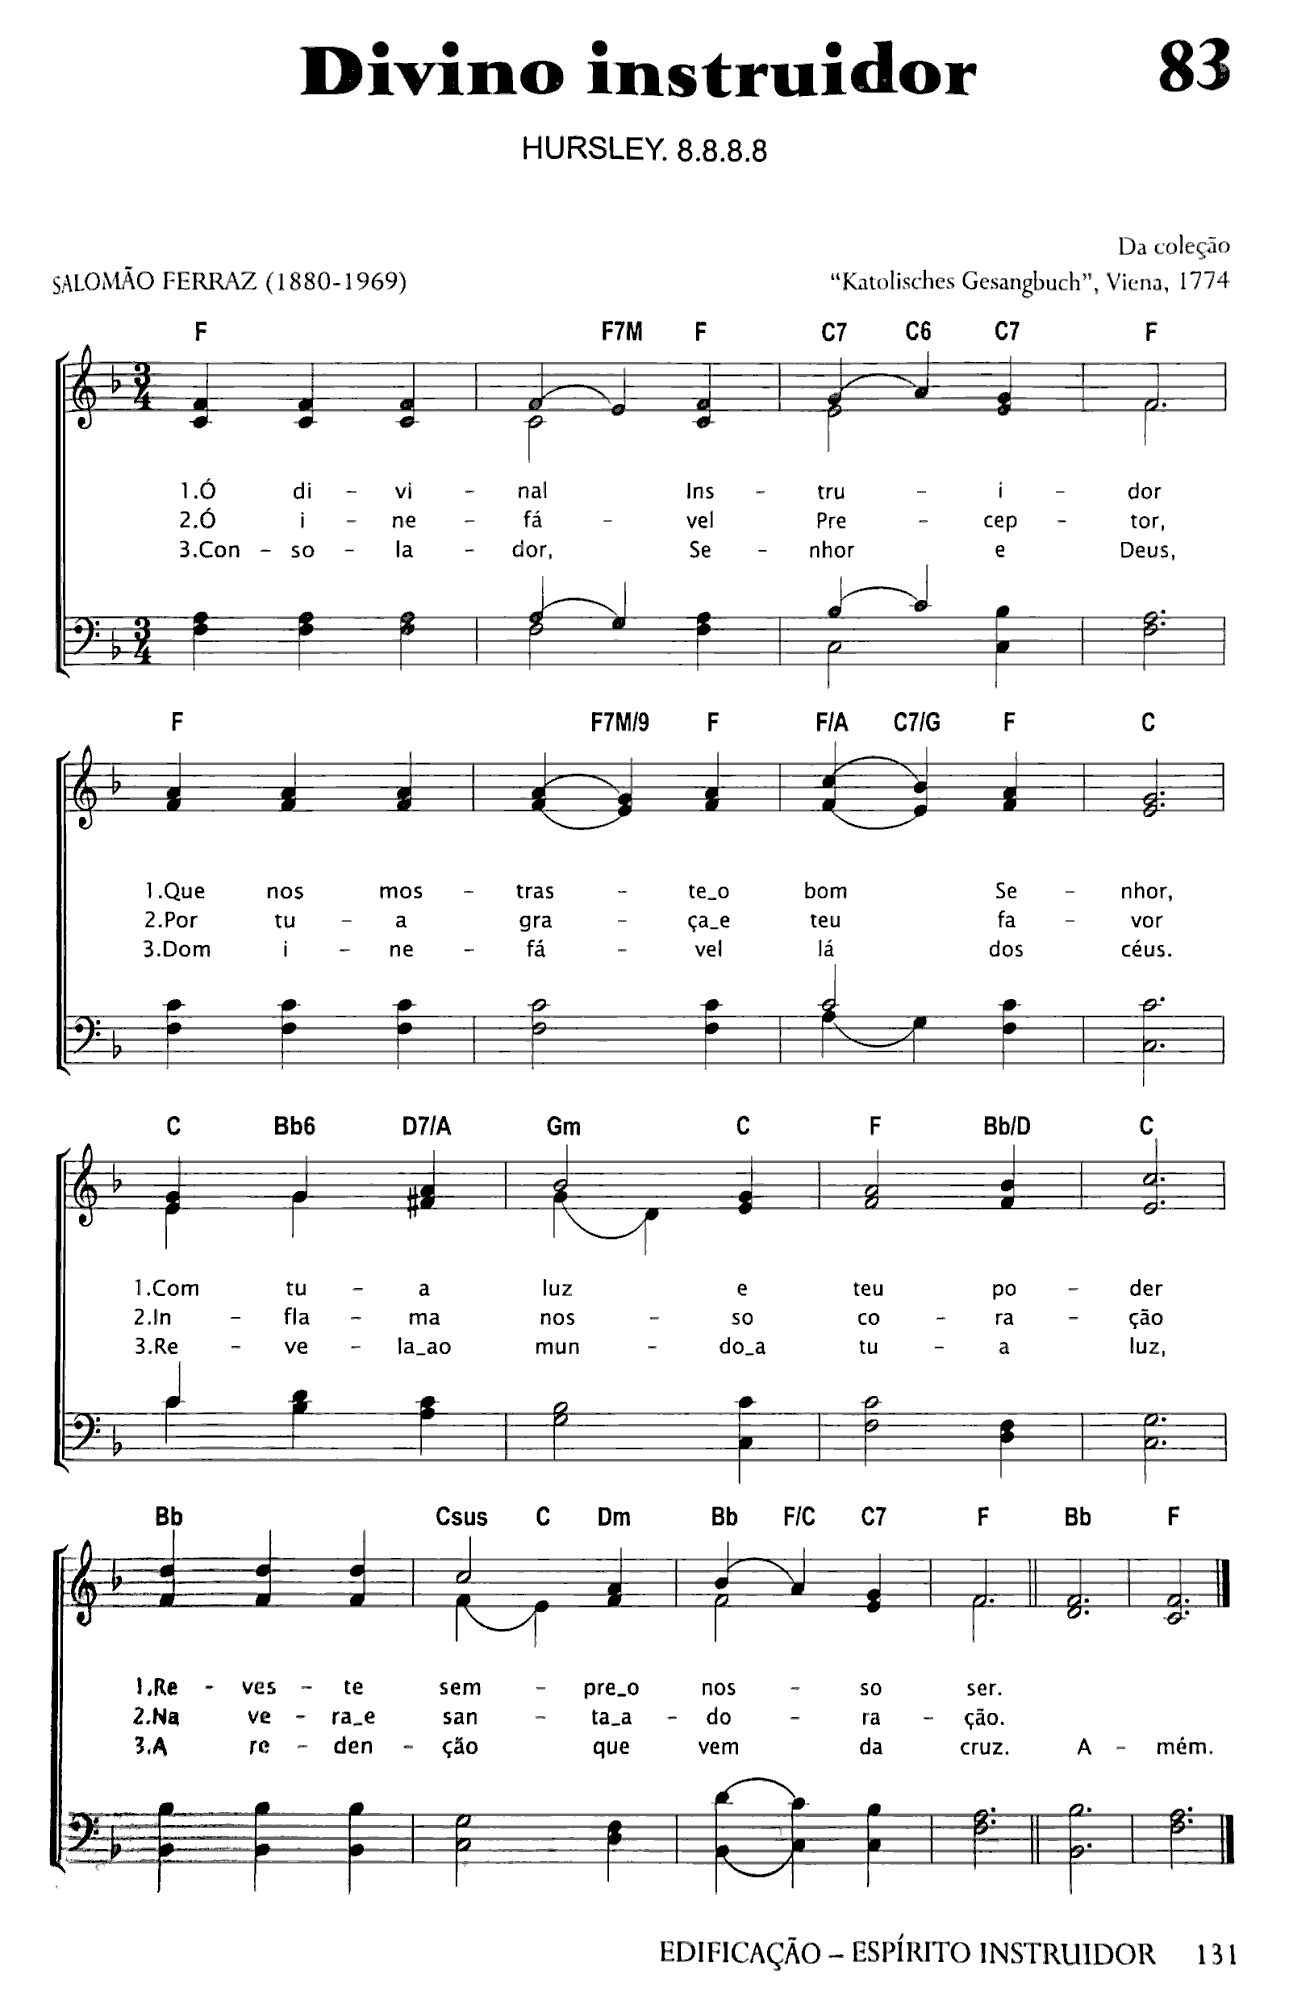 Divino instruidor 83
HURSLEY. 8.8.8.8
Da coleção
SALOMÃO FERRAZ (1880-1969) “Katolisches Gesangbuch”, Viena, 1774
F F7M F C7 C6 C7 F
3 4
1.Ó di - vi - nal Ins - tru - i - dor
2.Ó i - ne - fá - vel Pre - cep - tor,
3.Con - so - la - dor, Se - nhor e Deus,
3 4
F F7M/9 F F/A C7/G F C
1.Que nos mos - tras - te_o bom Se - nhor,
2.Por tu - a gra - ça_e teu fa - vor
3.Dom i - ne - fá - vel lá dos céus.
C Bb6 D7/A Gm C F Bb/D C
1.Com tu - a luz e teu po - der
2.In - fla - ma nos - so co - ra - ção
3.Re - ve - la_ao mun - do_a tu - a luz,
Bb Csus C Dm Bb F/C C7 F Bb F
1.Re - ves - te sem - pre_o nos - so ser.
2.Na ve - ra_e san - ta_a - do - ra - ção.
3.A re - den - ção que vem da cruz. A - mém.
EDIFICAÇÃO – ESPÍRITO INSTRUIDOR 131